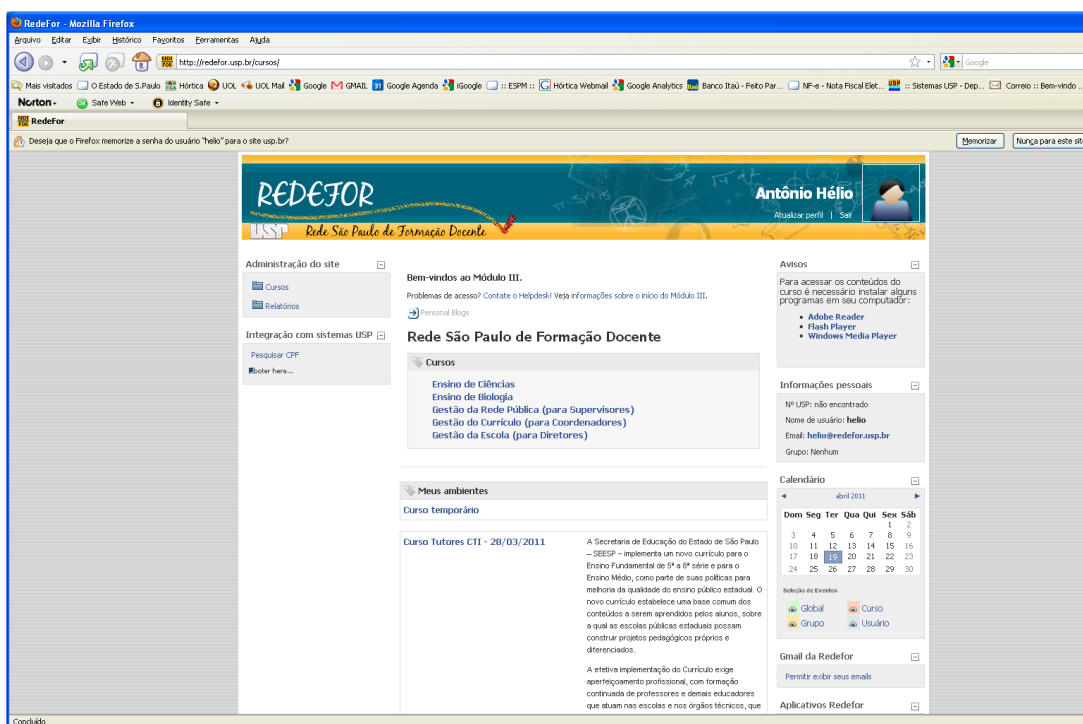 RedeFor - Mozilla Firefox
Arquivo Editar Exibir Histórico Favoritos Ferramentas Ajuda
http://redefor.usp.br/cursos/
Google
Mais visitados O Estado de S.Paulo Hórtica UOL UOL Mail Google GMAIL Google Agenda iGoogle :: ESPM :: Hórtica Webmail Google Analytics Banco Itaú - Feito Par... NF-e - Nota Fiscal Elet... :: Sistemas USP - Dep... Correio :: Bem-vindo ...
Norton Safe Web Identity Safe
RedeFor
Deseja que o Firefox memorize a senha do usuário "helio" para o site usp.br?
Memorizar Nunca para este site
REDEFOR
USP Rede São Paulo de Formação Docente
Antônio Hélio
Atualizar perfil | Sair
Administração do site
Cursos
Relatórios
Integração com sistemas USP
Pesquisar CPF
footer here...
Bem-vindos ao Módulo III.
Problemas de acesso? Contate o Helpdesk! Veja informações sobre o início do Módulo III.
Personal Blogs
Rede São Paulo de Formação Docente
Cursos
Ensino de Ciências
Ensino de Biologia
Gestão da Rede Pública (para Supervisores)
Gestão do Currículo (para Coordenadores)
Gestão da Escola (para Diretores)
Meus ambientes
Curso temporário
Curso Tutores CTI - 28/03/2011
A Secretaria de Educação do Estado de São Paulo
– SEESP – implementa um novo currículo para o
Ensino Fundamental de 5ª a 8ª série e para o
Ensino Médio, como parte de suas políticas para
melhoria da qualidade do ensino público estadual. O
novo currículo estabelece uma base comum dos
conteúdos a serem aprendidos pelos alunos, sobre
a qual as escolas públicas estaduais possam
construir projetos pedagógicos próprios e
diferenciados.
A efetiva implementação do Currículo exige
aperfeiçoamento profissional, com formação
continuada de professores e demais educadores
que atuam nas escolas e nos órgãos técnicos, que
Avisos
Para acessar os conteúdos do
curso é necessário instalar alguns
programas em seu computador:
Adobe Reader
Flash Player
Windows Media Player
Informações pessoais
Nº USP: não encontrado
Nome de usuário: helio
Email: helio@redefor.usp.br
Grupo: Nenhum
Calendário
abril 2011
Dom Seg Ter Qua Qui Sex Sáb
1 2
3 4 5 6 7 8 9
10 11 12 13 14 15 16
17 18 19 20 21 22 23
24 25 26 27 28 29 30
Seleção de Eventos
Global Curso
Grupo Usuário
Gmail da Redefor
Permitir exibir seus emails
Aplicativos Redefor
Concluído